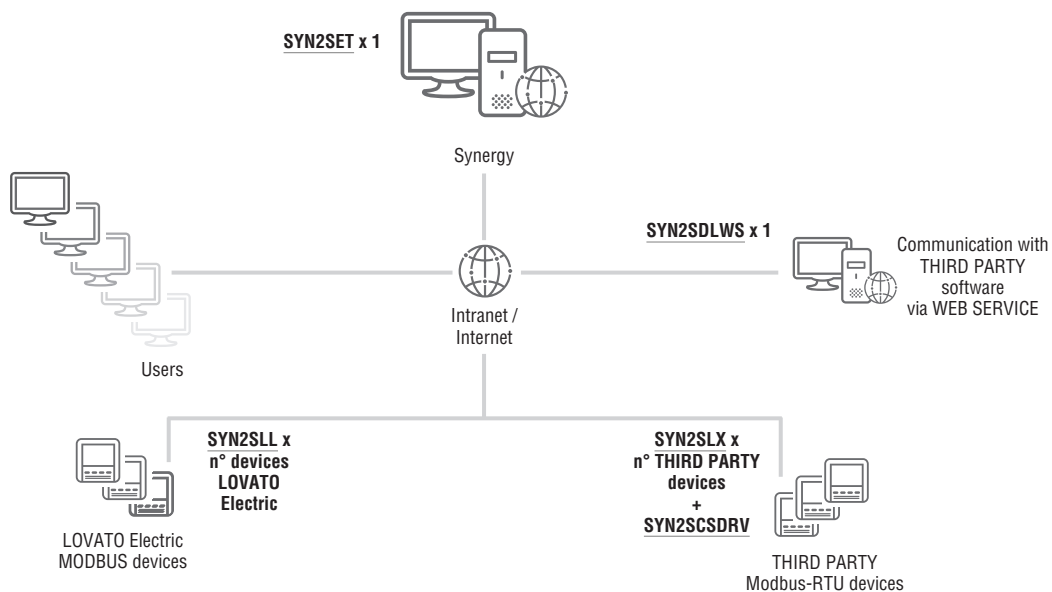 SYN2SET x 1
Synergy
SYN2SDLWS x 1
Communication with
THIRD PARTY
software
via WEB SERVICE
Intranet /
Internet
Users
SYN2SLL x
n° devices
LOVATO
Electric
SYN2SLX x
n° THIRD PARTY
devices
+
SYN2SCSDRV
LOVATO Electric
MODBUS devices
THIRD PARTY
Modbus-RTU devices